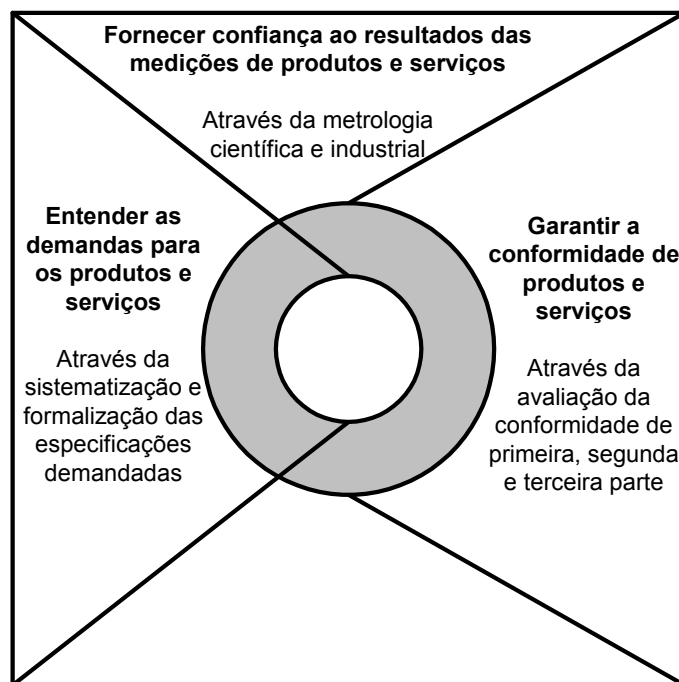 Fornecer confiança ao resultados das
medições de produtos e serviços
Através da metrologia
científica e industrial
Entender as
demandas para
os produtos e
serviços
Através da
sistematização e
formalização das
especificações
demandadas
Garantir a
conformidade de
produtos e
serviços
Através da
avaliação da
conformidade de
primeira, segunda
e terceira parte